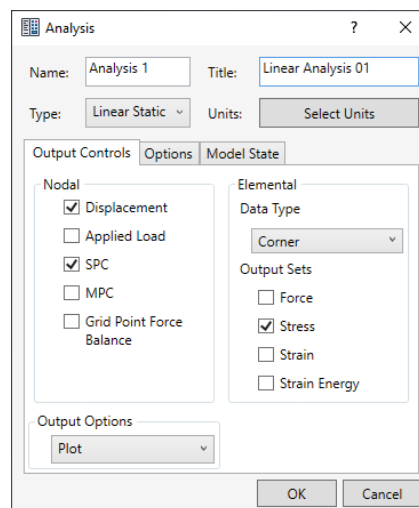 Analysis
Name: Analysis 1 Title: Linear Analysis 01
Type: Linear Static Units: Select Units
Output Controls Options Model State
Nodal
Displacement
Applied Load
SPC
MPC
Grid Point Force
Balance
Elemental
Data Type
Corner
Output Sets
Force
Stress
Strain
Strain Energy
Output Options
Plot
OK Cancel